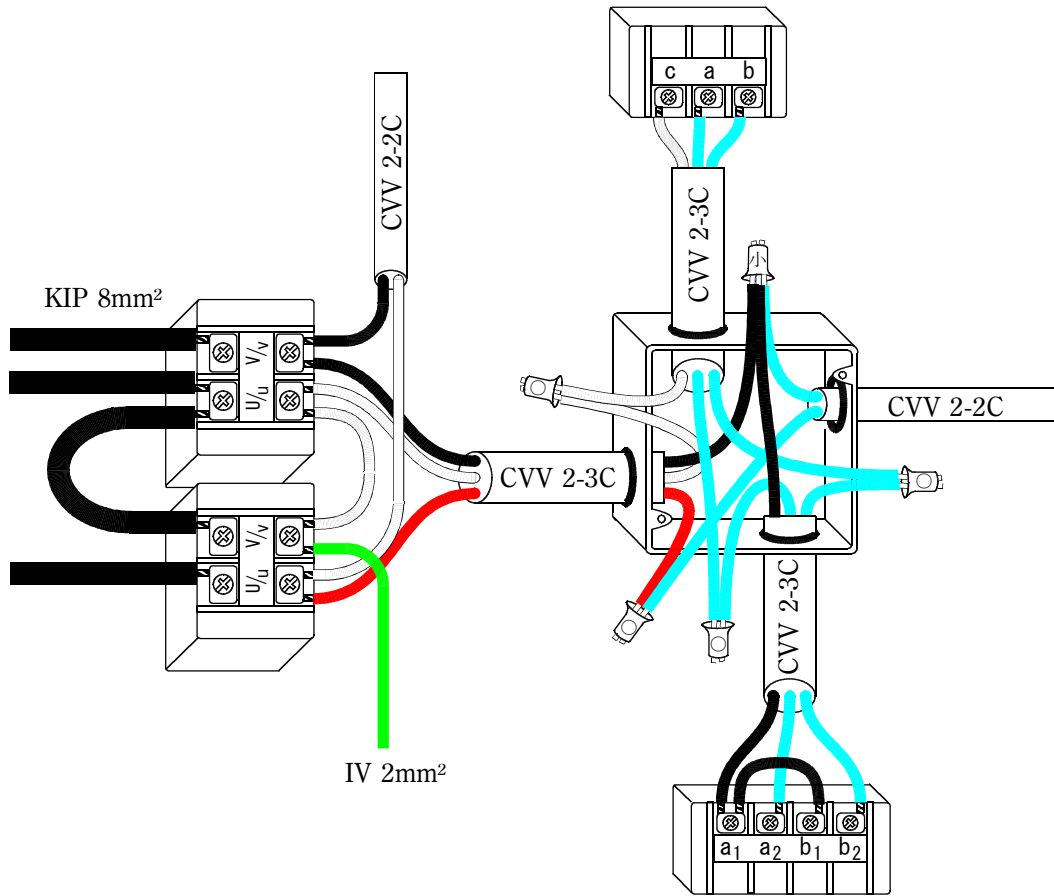 c a b
CVV 2-2C
CVV 2-3C
小
KIP 8mm²
V/v
U/u
CVV 2-2C
CVV 2-3C
V/v
U/u
CVV 2-3C
IV 2mm²
a₁ a₂ b₁ b₂